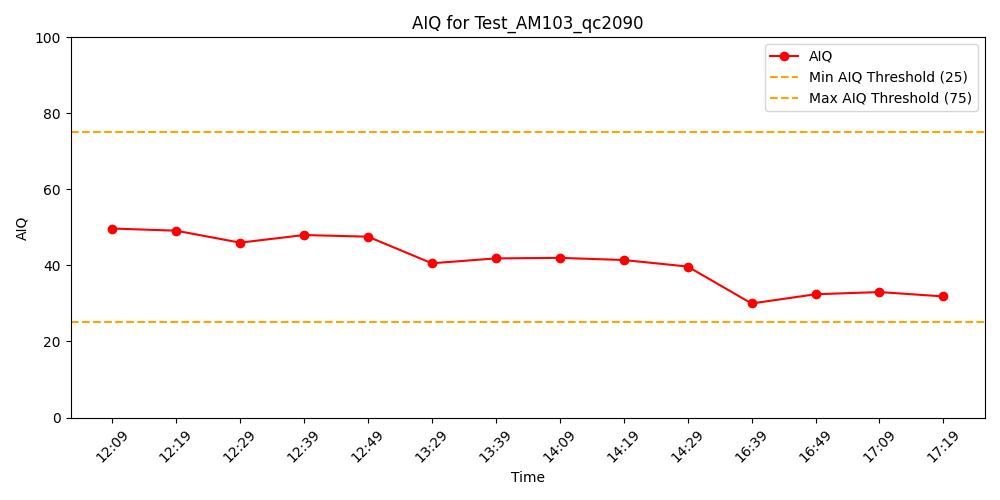 AIQ for Test_AM103_qc2090
AIQ
Min AIQ Threshold (25)
Max AIQ Threshold (75)
100
80
60
40
20
0
AIQ
12:09 12:19 12:29 12:39 12:49 13:29 13:39 14:09 14:19 14:29 16:39 16:49 17:09 17:19
Time